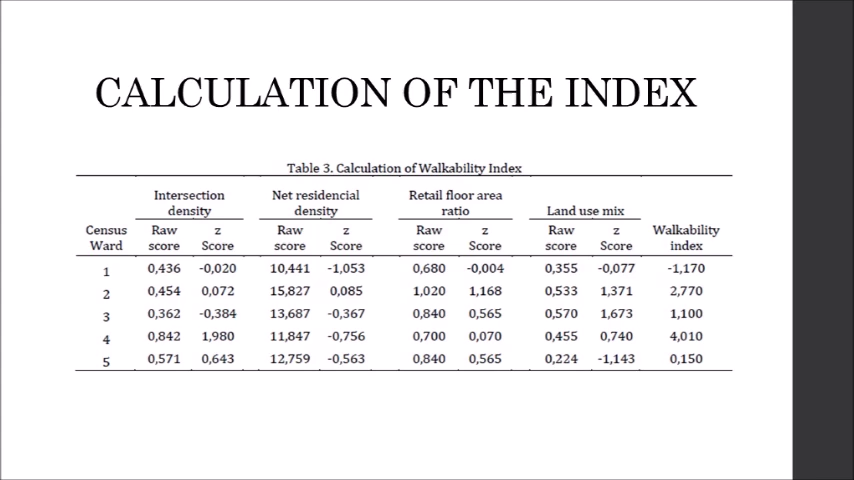 CALCULATION OF THE INDEX
Table 3. Calculation of Walkability Index
Intersection density Net residencial density Retail floor area ratio Land use mix
Census Ward Raw score z Score Raw score z Score Raw score z Score Raw score z Score Walkability index
1 0,436 -0,020 10,441 -1,053 0,680 -0,004 0,355 -0,077 -1,170
2 0,454 0,072 15,827 0,085 1,020 1,168 0,533 1,371 2,770
3 0,362 -0,384 13,687 -0,367 0,840 0,565 0,570 1,673 1,100
4 0,842 1,980 11,847 -0,756 0,700 0,070 0,455 0,740 4,010
5 0,571 0,643 12,759 -0,563 0,840 0,565 0,224 -1,143 0,150